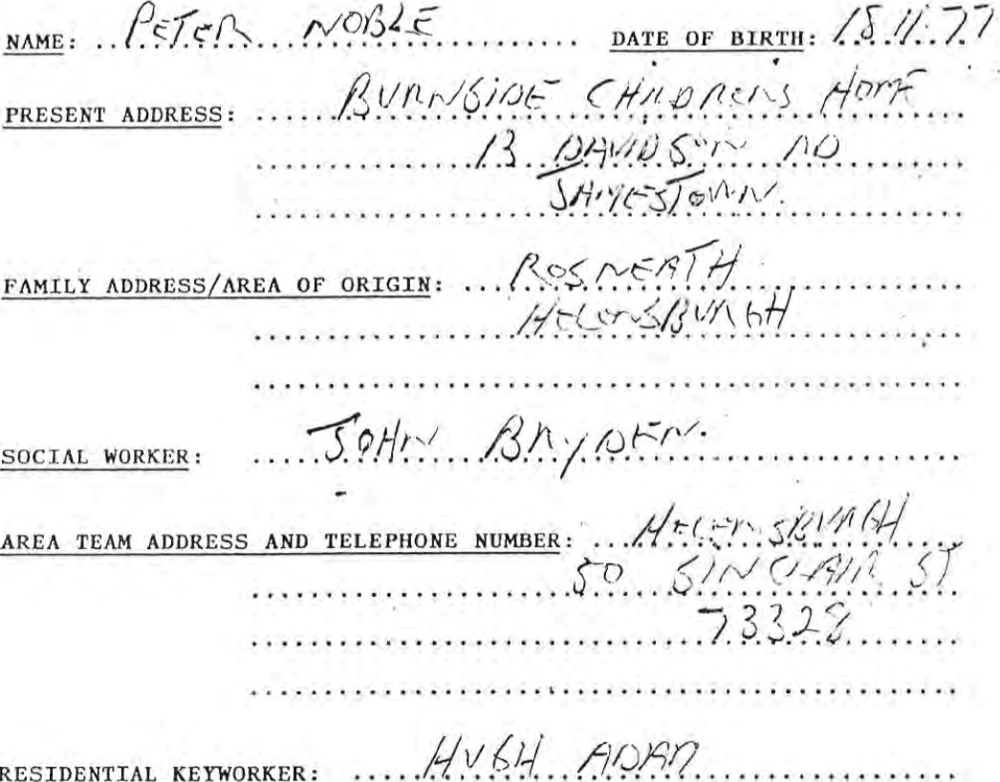 NAME: PETER NOBLE DATE OF BIRTH: 18.11.77
PRESENT ADDRESS: BURNSIDE CHILDRENS HOME
13 DAVIDSON RD
JAMESTOWN.
FAMILY ADDRESS/AREA OF ORIGIN: ROSNEATH
HELENSBURGH
SOCIAL WORKER: JOHN BRYDEN.
AREA TEAM ADDRESS AND TELEPHONE NUMBER: HELENSBURGH
50 SINCLAIR ST
73328
RESIDENTIAL KEYWORKER: HUGH ADAM